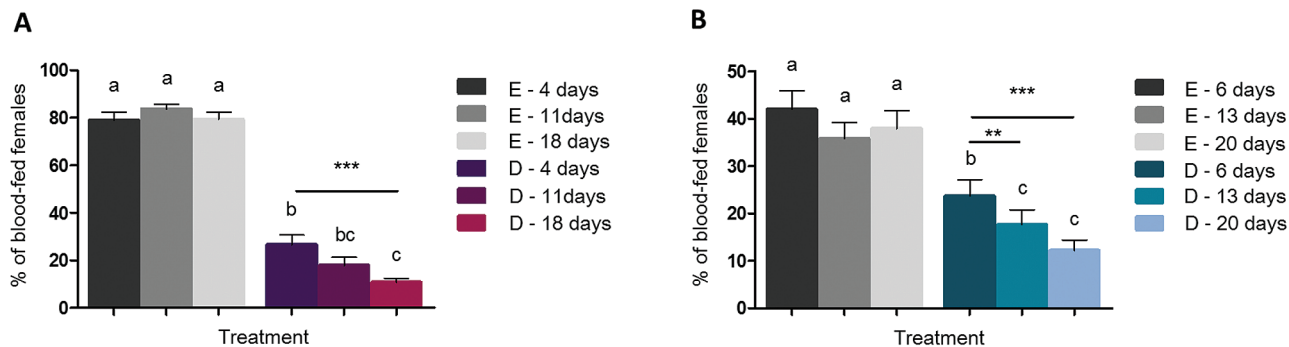 A
% of blood-fed females
100
80
60
40
20
0
a
a
a
***
b
bc
c
Treatment
E - 4 days
E - 11days
E - 18 days
D - 4 days
D - 11days
D - 18 days
B
% of blood-fed females
50
40
30
20
10
0
a
a
a
***
**
b
c
c
Treatment
E - 6 days
E - 13 days
E - 20 days
D - 6 days
D - 13 days
D - 20 days